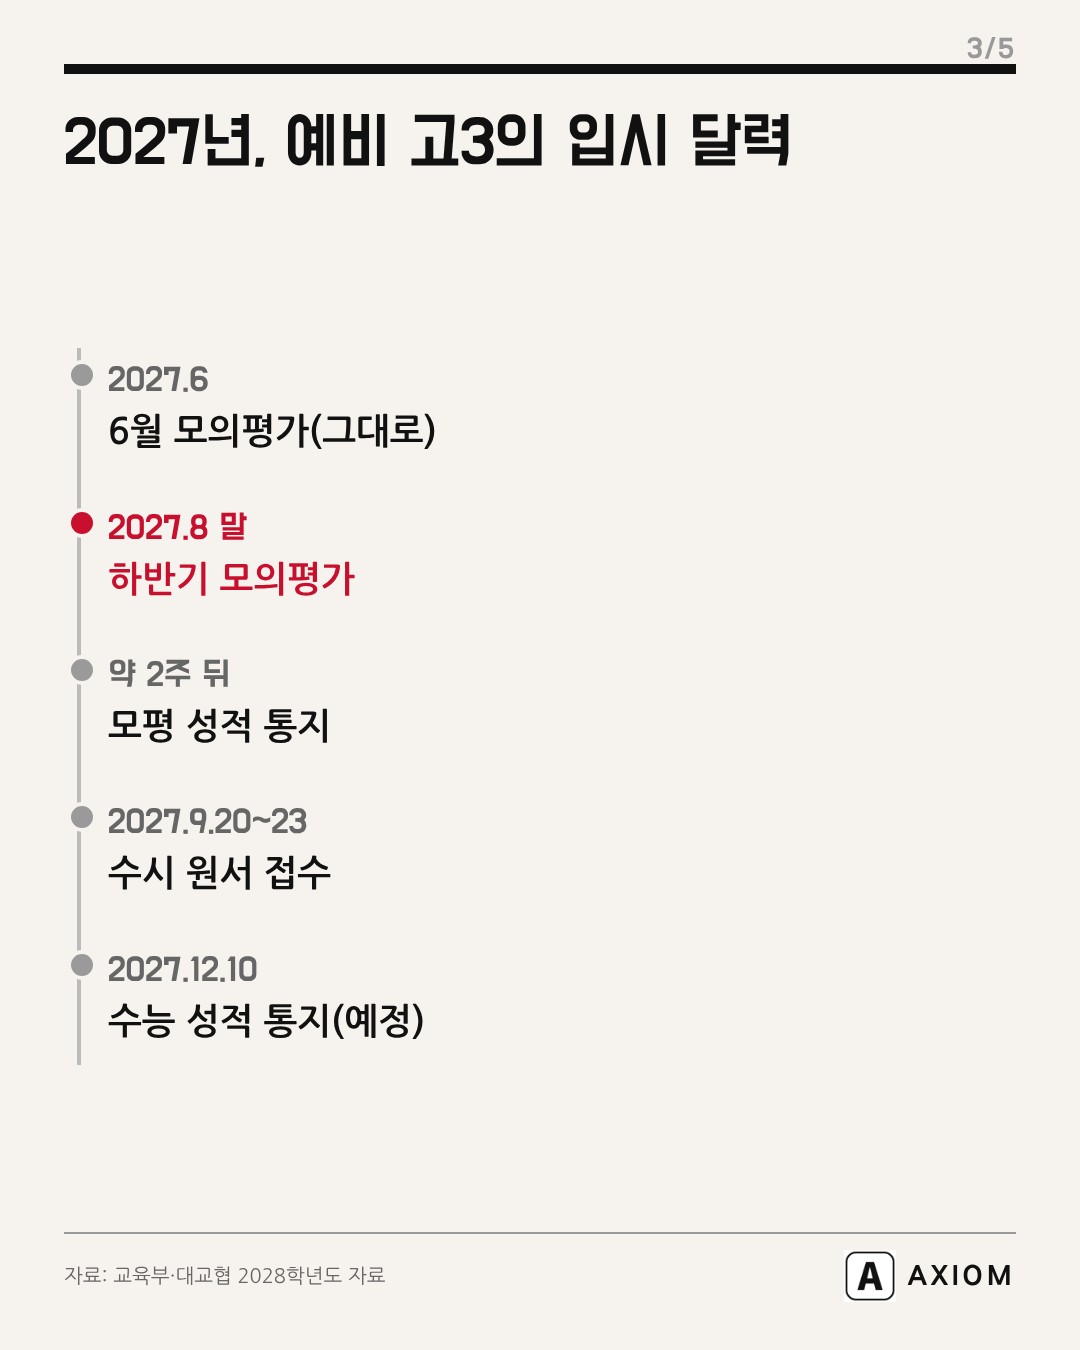 3/5
2027년, 예비 고3의 입시 달력
2027.6
6월 모의평가(그대로)
2027.8 말
하반기 모의평가
약 2주 뒤
모평 성적 통지
2027.9.20~23
수시 원서 접수
2027.12.10
수능 성적 통지(예정)
자료: 교육부·대교협 2028학년도 자료
A AXIOM